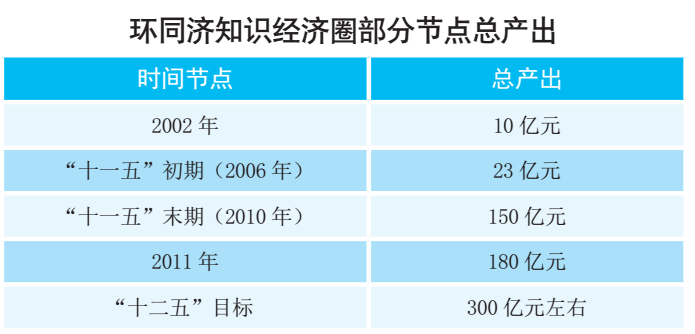 环同济知识经济圈部分节点总产出
时间节点 总产出
2002 年 10 亿元
“十一五”初期（2006 年） 23 亿元
“十一五”末期（2010 年） 150 亿元
2011 年 180 亿元
“十二五”目标 300 亿元左右